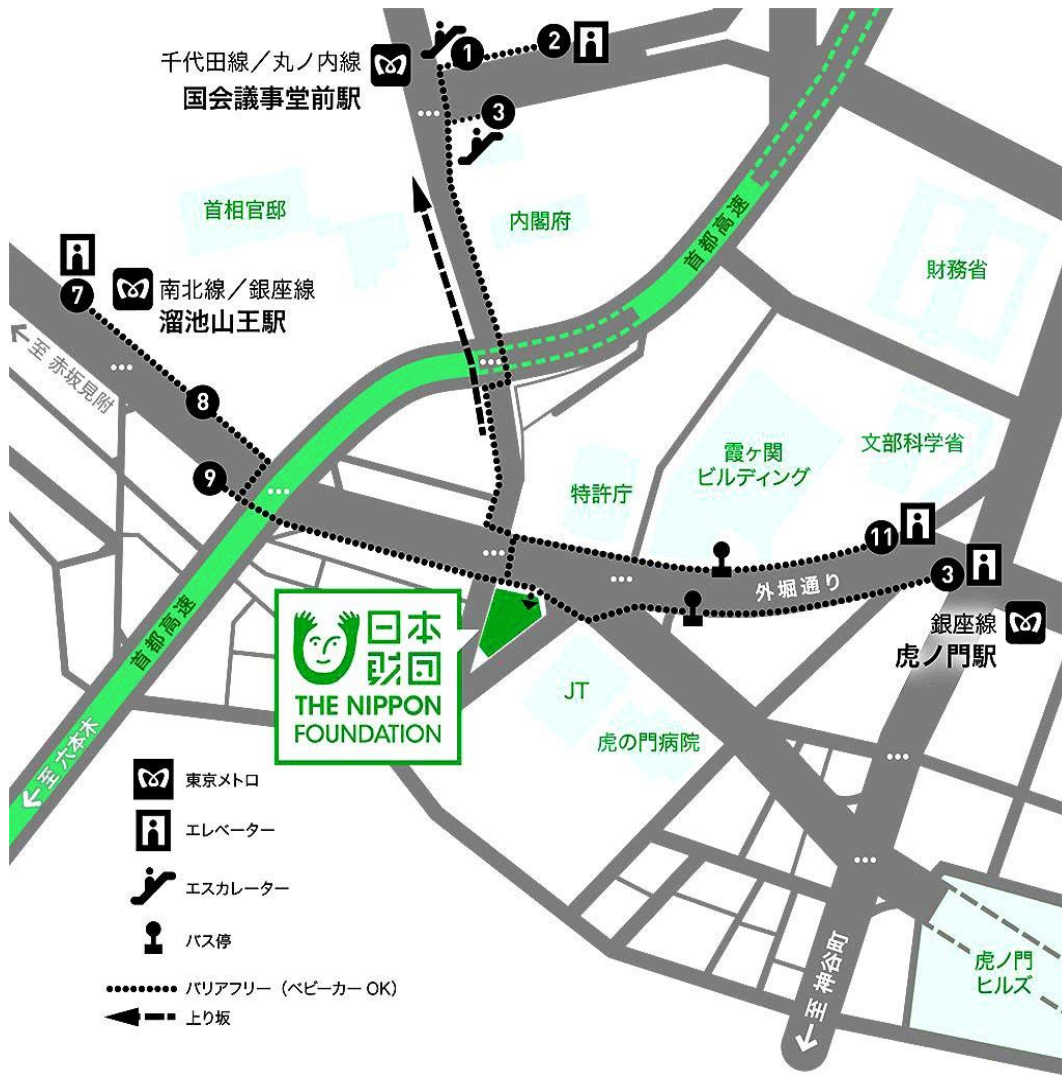 千代田線／丸ノ内線
国会議事堂前駅
1
2
3
首相官邸
内閣府
首都高速
財務省
7
南北線／銀座線
溜池山王駅
←至 赤坂見附
8
9
霞ヶ関
ビルディング
文部科学省
特許庁
11
外堀通り
3
銀座線
虎ノ門駅
首都高速
日本
財団
THE NIPPON
FOUNDATION
JT
虎の門病院
←至 六本木
東京メトロ
エレベーター
エスカレーター
バス停
バリアフリー（ベビーカー OK）
上り坂
虎ノ門
ヒルズ
←至 神谷町